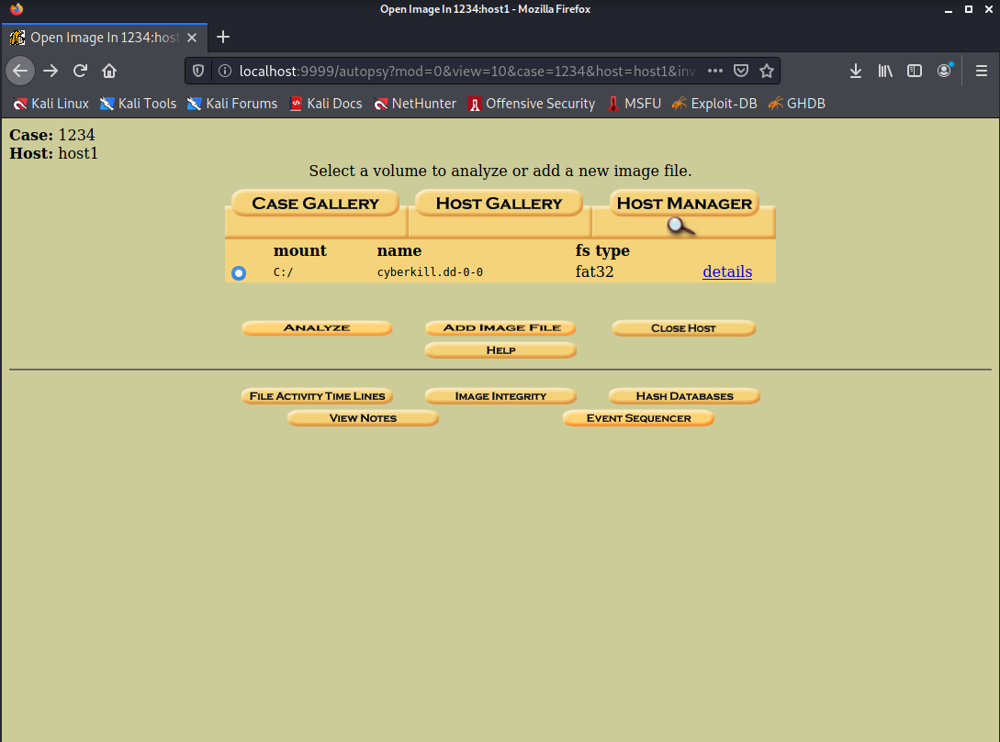 Open Image In 1234:host1 - Mozilla Firefox
Open Image In 1234:host
localhost:9999/autopsy?mod=0&view=10&case=1234&host=host1&inv
Kali Linux Kali Tools Kali Forums Kali Docs NetHunter Offensive Security MSFU Exploit-DB GHDB
Case: 1234
Host: host1
Select a volume to analyze or add a new image file.
CASE GALLERY HOST GALLERY HOST MANAGER
mount name fs type
C:/ cyberkill.dd-0-0 fat32 details
ANALYZE ADD IMAGE FILE CLOSE HOST
HELP
FILE ACTIVITY TIME LINES IMAGE INTEGRITY HASH DATABASES
VIEW NOTES EVENT SEQUENCER